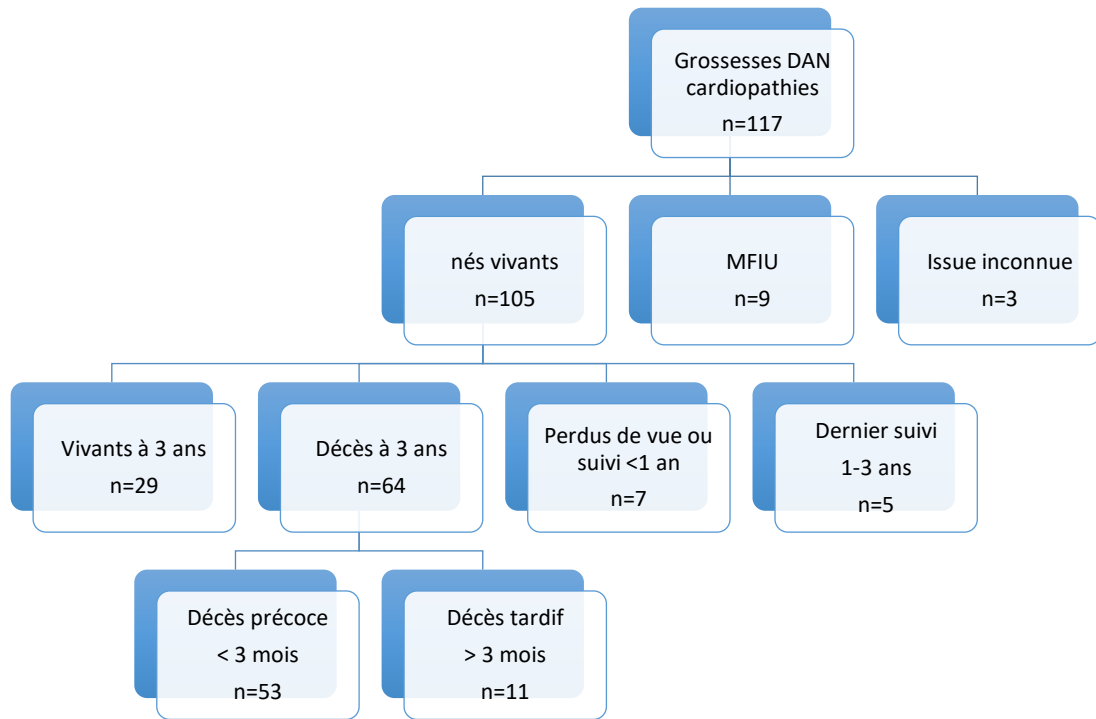 Grossesses DAN
cardiopathies
n=117
nés vivants
n=105
MFIU
n=9
Issue inconnue
n=3
Vivants à 3 ans
n=29
Décès à 3 ans
n=64
Perdus de vue ou
suivi <1 an
n=7
Dernier suivi
1-3 ans
n=5
Décès précoce
< 3 mois
n=53
Décès tardif
> 3 mois
n=11